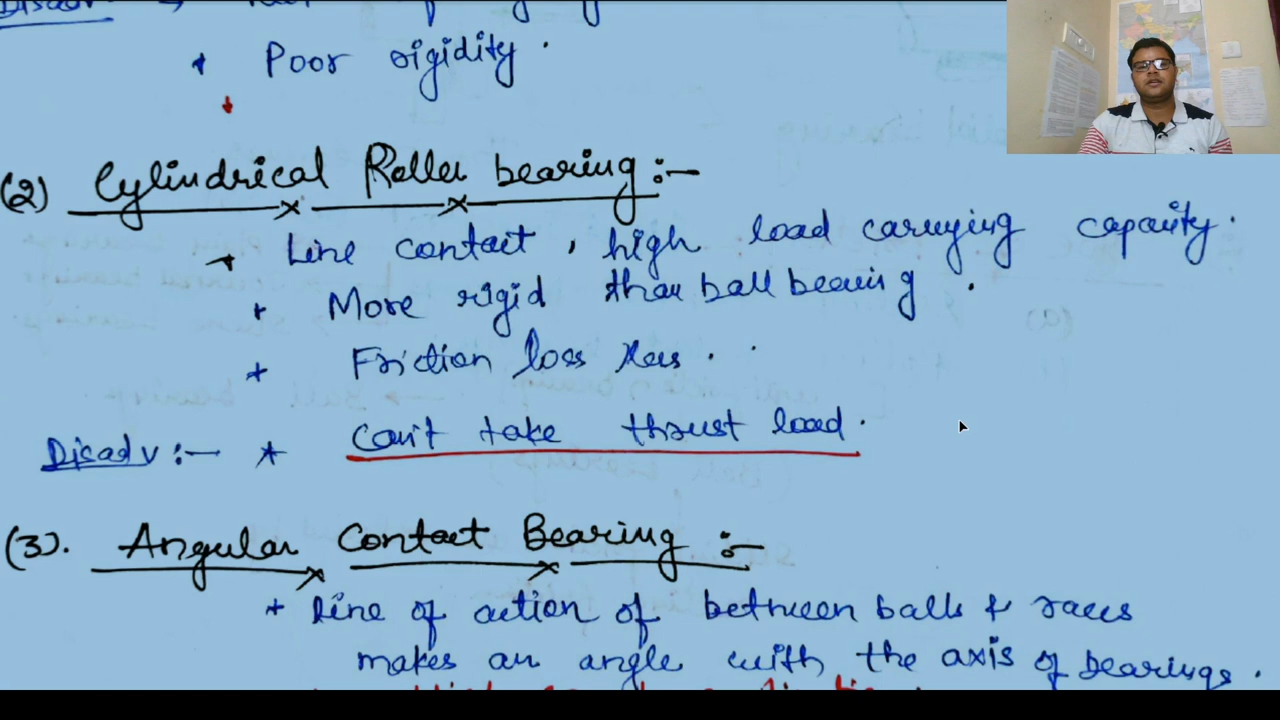 Disadv :-
* Poor rigidity.
(2) Cylindrical Roller bearing :-
* Line contact, high load carrying capacity.
* More rigid than ball bearing.
* Friction loss less.
Disadv :- * Can't take thrust load.
(3). Angular Contact Bearing :-
* Line of action of between balls & races
makes an angle with the axis of bearings.